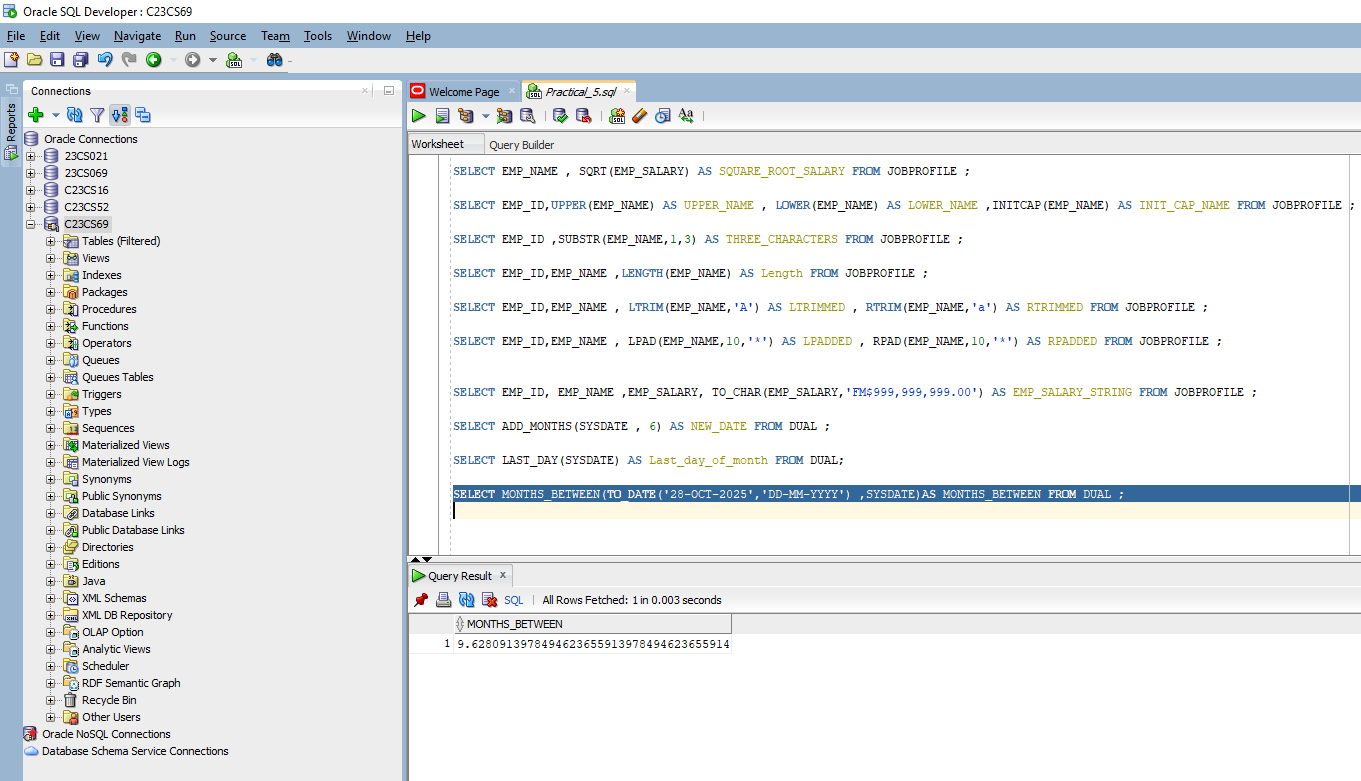 Oracle SQL Developer : C23CS69
File Edit View Navigate Run Source Team Tools Window Help
Reports
Connections
Oracle Connections
23CS021
23CS069
C23CS16
C23CS52
C23CS69
Tables (Filtered)
Views
Indexes
Packages
Procedures
Functions
Operators
Queues
Queues Tables
Triggers
Types
Sequences
Materialized Views
Materialized View Logs
Synonyms
Public Synonyms
Database Links
Public Database Links
Directories
Editions
Java
XML Schemas
XML DB Repository
OLAP Option
Analytic Views
Scheduler
RDF Semantic Graph
Recycle Bin
Other Users
Oracle NoSQL Connections
Database Schema Service Connections
Welcome Page Practical_5.sql
Worksheet Query Builder
SELECT EMP_NAME , SQRT(EMP_SALARY) AS SQUARE_ROOT_SALARY FROM JOBPROFILE ;
SELECT EMP_ID,UPPER(EMP_NAME) AS UPPER_NAME , LOWER(EMP_NAME) AS LOWER_NAME ,INITCAP(EMP_NAME) AS INIT_CAP_NAME FROM JOBPROFILE ;
SELECT EMP_ID ,SUBSTR(EMP_NAME,1,3) AS THREE_CHARACTERS FROM JOBPROFILE ;
SELECT EMP_ID,EMP_NAME ,LENGTH(EMP_NAME) AS Length FROM JOBPROFILE ;
SELECT EMP_ID,EMP_NAME , LTRIM(EMP_NAME,'A') AS LTRIMMED , RTRIM(EMP_NAME,'a') AS RTRIMMED FROM JOBPROFILE ;
SELECT EMP_ID,EMP_NAME , LPAD(EMP_NAME,10,'*') AS LPADDED , RPAD(EMP_NAME,10,'*') AS RPADDED FROM JOBPROFILE ;
SELECT EMP_ID, EMP_NAME ,EMP_SALARY, TO_CHAR(EMP_SALARY,'FM$999,999,999.00') AS EMP_SALARY_STRING FROM JOBPROFILE ;
SELECT ADD_MONTHS(SYSDATE , 6) AS NEW_DATE FROM DUAL ;
SELECT LAST_DAY(SYSDATE) AS Last_day_of_month FROM DUAL;
SELECT MONTHS_BETWEEN(TO_DATE('28-OCT-2025','DD-MM-YYYY') ,SYSDATE)AS MONTHS_BETWEEN FROM DUAL ;
Query Result x
SQL | All Rows Fetched: 1 in 0.003 seconds
MONTHS_BETWEEN
1 9.62809139784946236559139784946236559​14